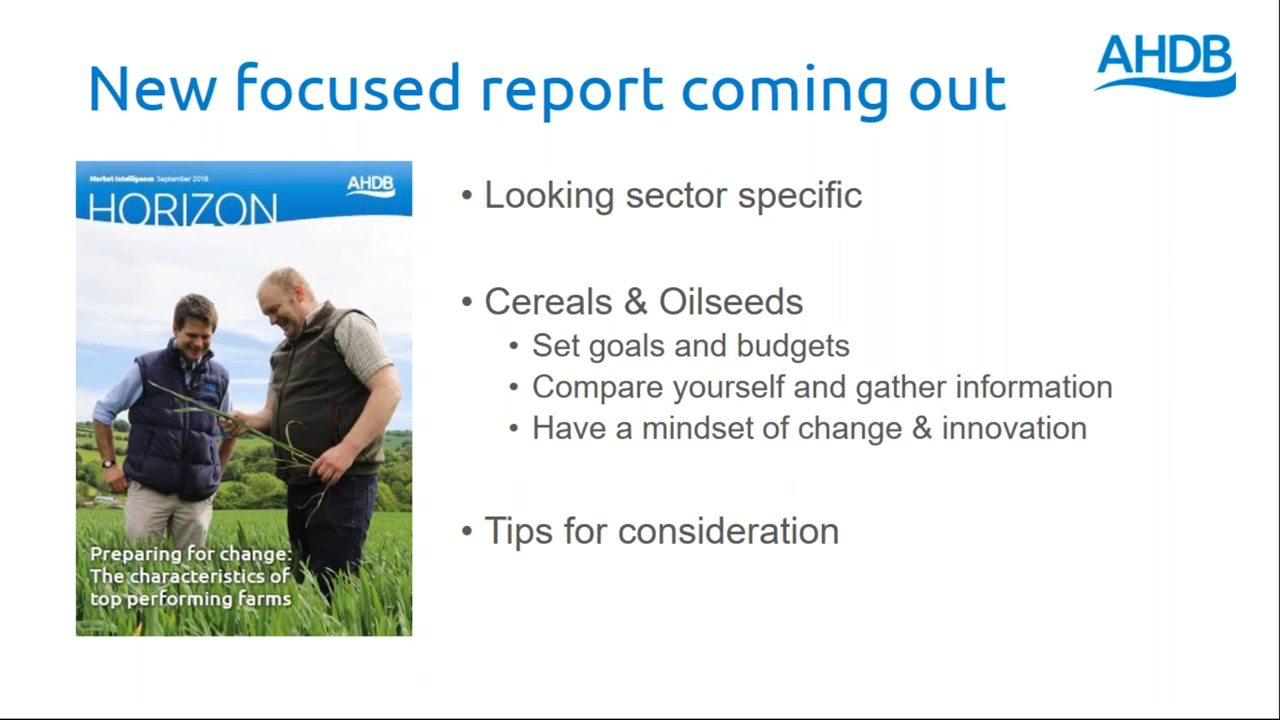 New focused report coming out
AHDB
Market Intelligence September 2018
AHDB
HORIZON
Preparing for change:
The characteristics of
top performing farms
• Looking sector specific
• Cereals & Oilseeds
• Set goals and budgets
• Compare yourself and gather information
• Have a mindset of change & innovation
• Tips for consideration